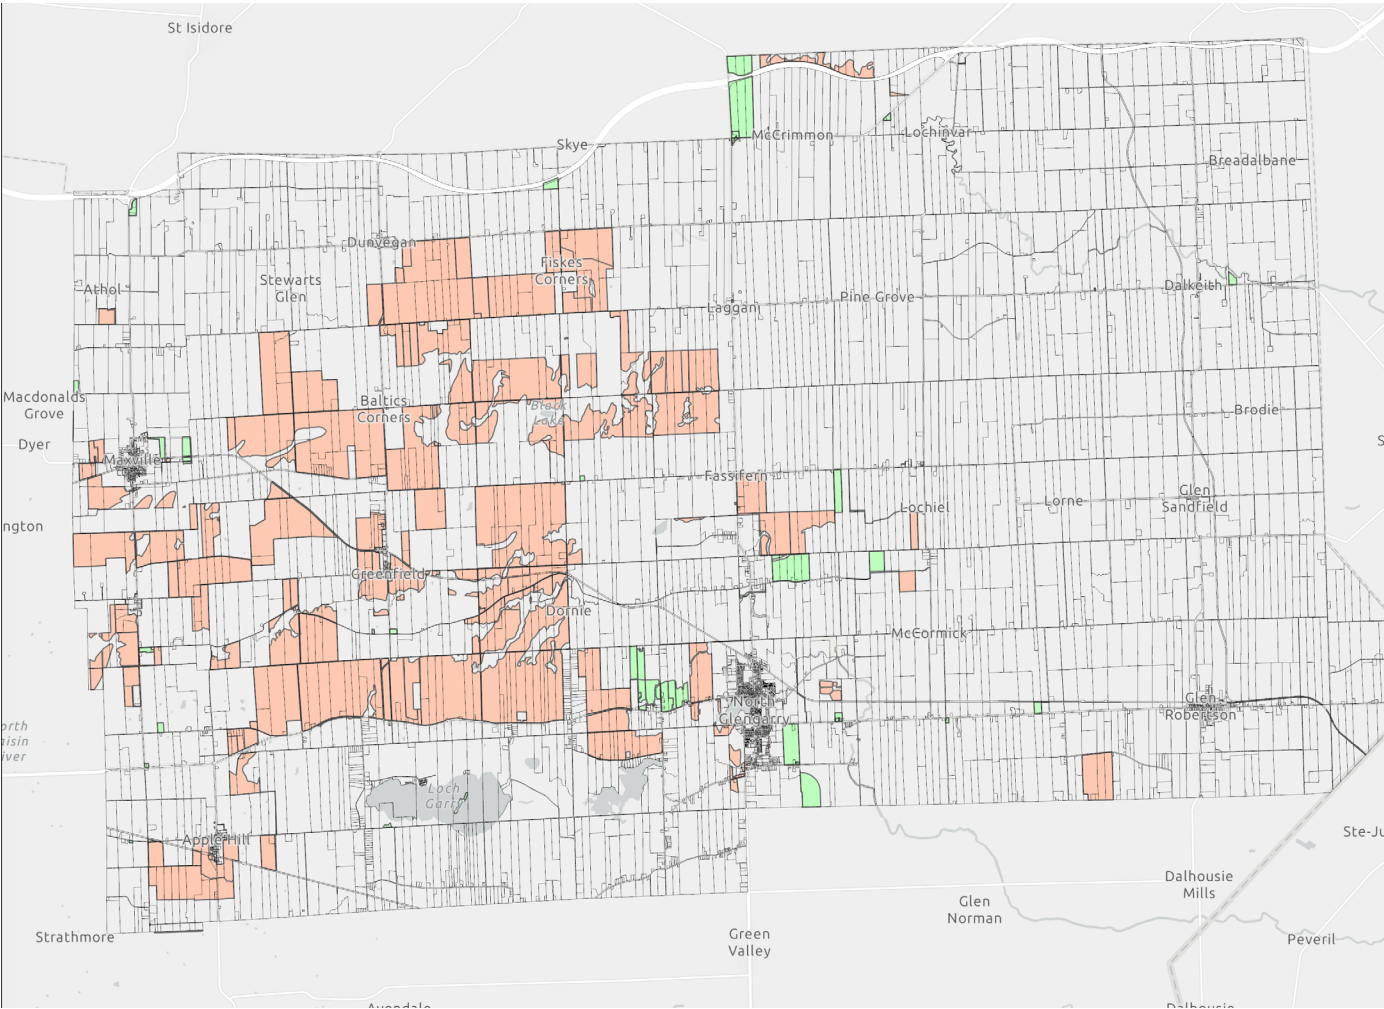 St Isidore
Skye
McCrimmon
Lochinvar
Breadalbane
Dunvegan
Stewarts
Glen
Fiskes
Corners
Athol
Laggan
Pine Grove
Dalkeith
Macdonalds
Grove
Baltics
Corners
Black
Lake
Brodie
Dyer
Maxville
S
Fassifern
Lochiel
Lorne
Glen
Sandfield
ngton
Greenfield
Dornie
McCormick
North
Glengarry
Glen
Robertson
orth
aisin
iver
Loch
Garry
Apple Hill
Ste-Ju
Dalhousie
Mills
Glen
Norman
Strathmore
Green
Valley
Peveril
Avondale
Dalhousie